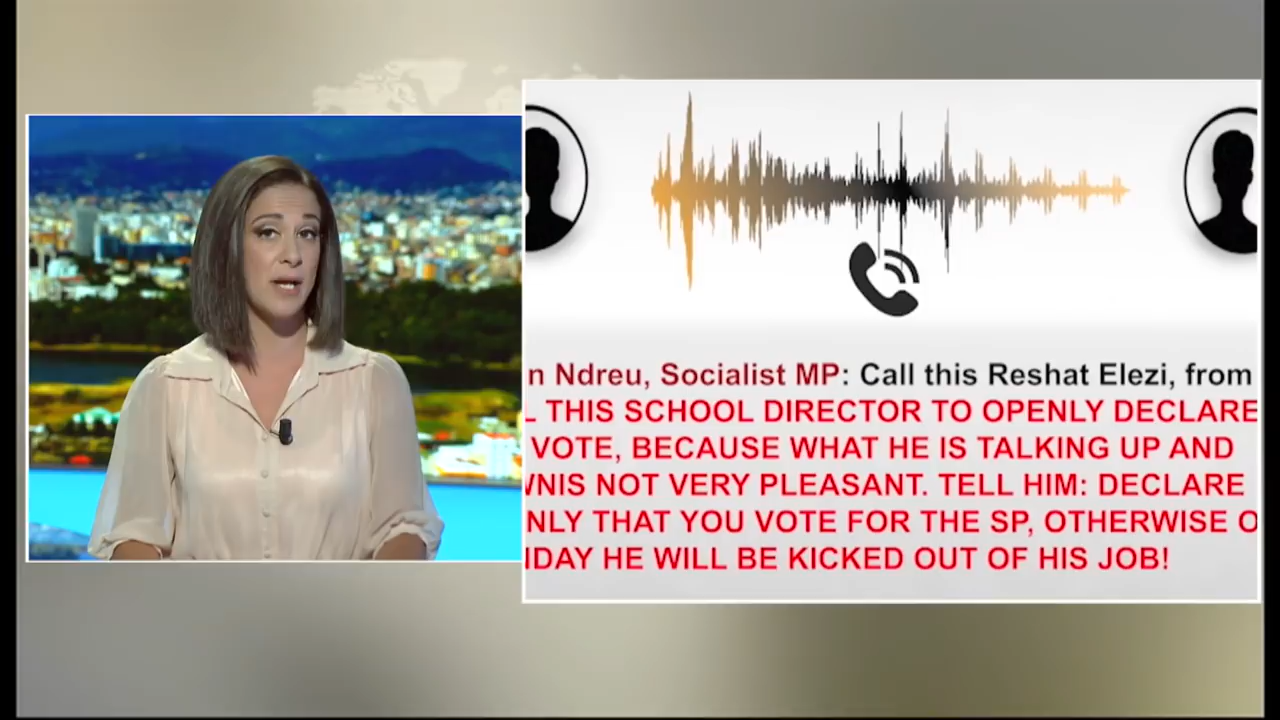 n Ndreu, Socialist MP: Call this Reshat Elezi, from
THIS SCHOOL DIRECTOR TO OPENLY DECLARE
VOTE, BECAUSE WHAT HE IS TALKING UP AND
WNIS NOT VERY PLEASANT. TELL HIM: DECLARE
NLY THAT YOU VOTE FOR THE SP, OTHERWISE O
DAY HE WILL BE KICKED OUT OF HIS JOB!